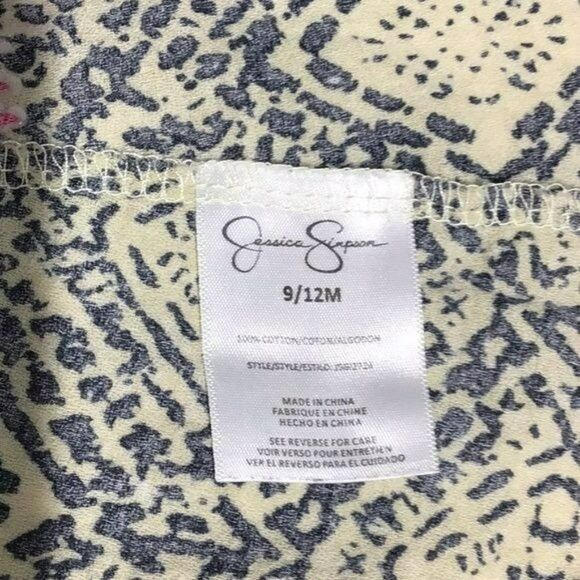 Jessica Simpson
9/12M
100% COTTON/COTON/ALGODON
STYLE/STYLE/ESTILO:
MADE IN CHINA
FABRIQUE EN CHINE
HECHO EN CHINA
SEE REVERSE FOR CARE
VOIR VERSO POUR ENTRETIEN
VER EL REVERSO PARA EL CUIDADO